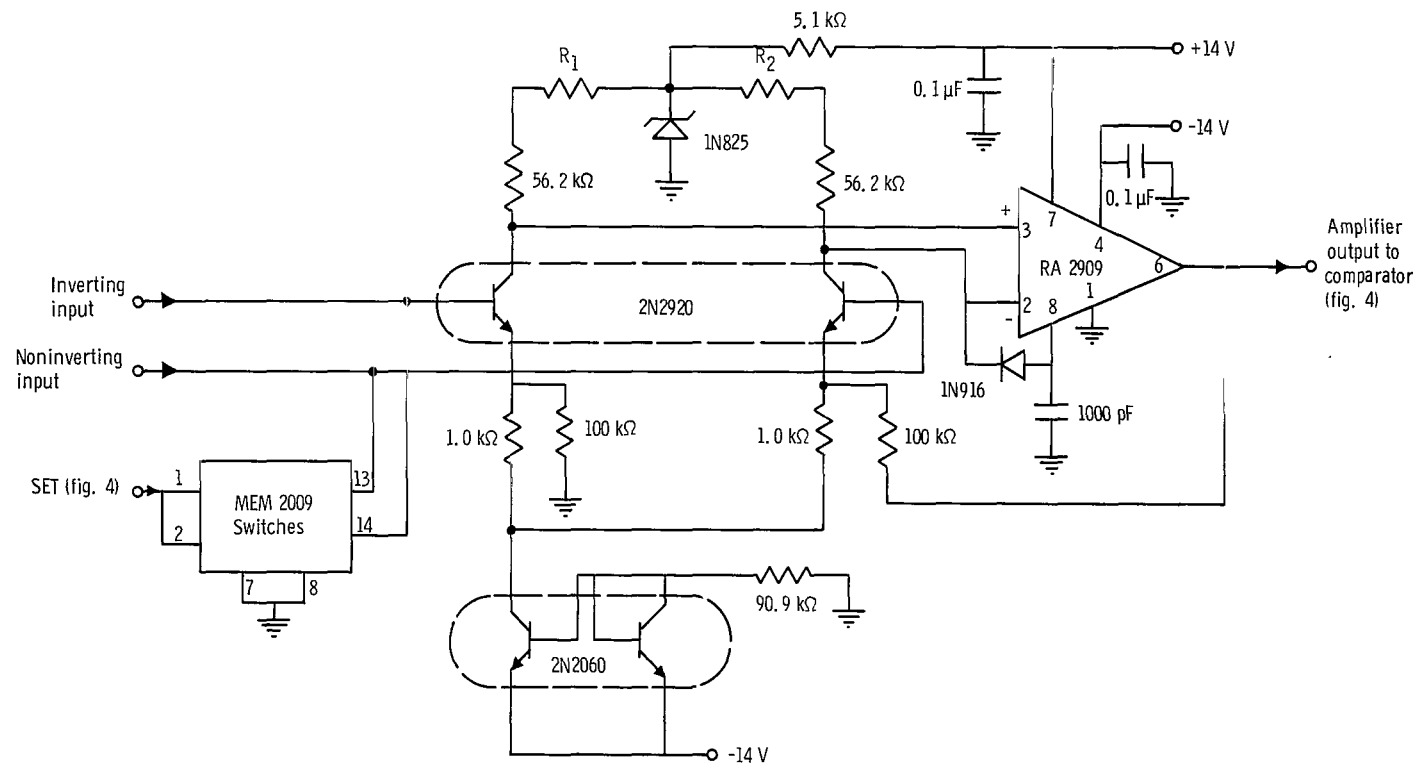 5.1 kΩ
R1
R2
+14 V
0.1 µF
-14 V
1N825
56.2 kΩ
56.2 kΩ
0.1 µF
+
3
7
4
RA 2909
6
Amplifier
output to
comparator
(fig. 4)
Inverting
input
2N2920
2
-
8
1
Noninverting
input
1N916
1000 pF
1.0 kΩ
100 kΩ
1.0 kΩ
100 kΩ
SET (fig. 4)
1
2
MEM 2009
Switches
13
14
7
8
90.9 kΩ
2N2060
-14 V